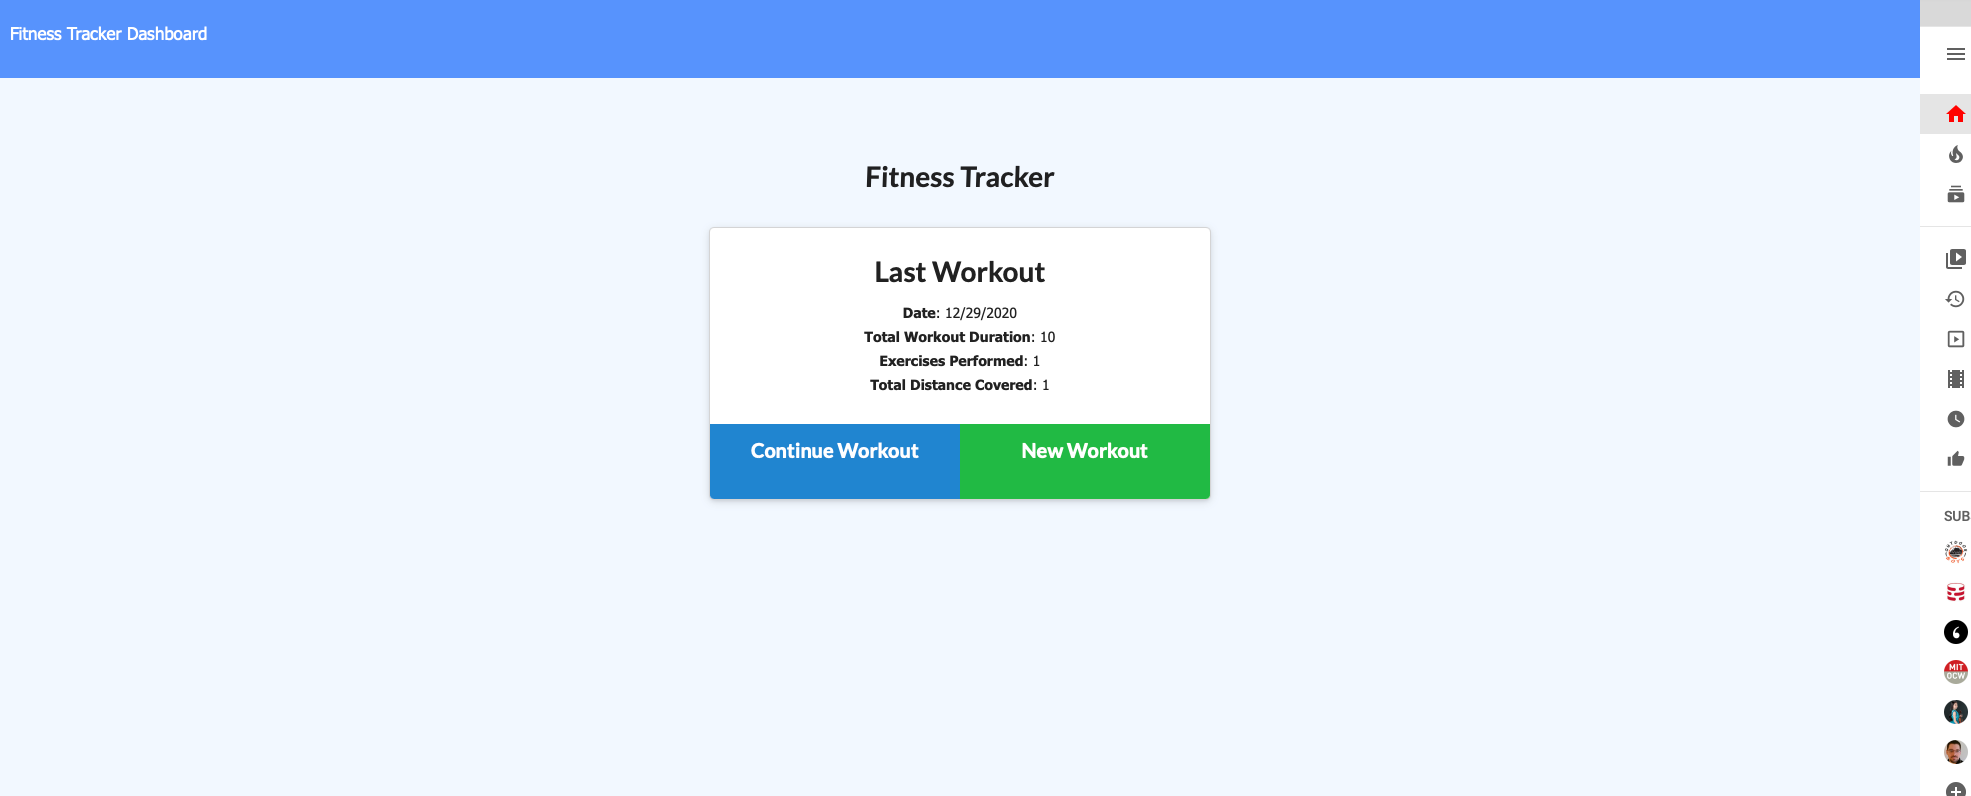 Fitness Tracker Dashboard
Fitness Tracker
Last Workout
Date: 12/29/2020
Total Workout Duration: 10
Exercises Performed: 1
Total Distance Covered: 1
Continue Workout
New Workout
SUB
MIT
OCW